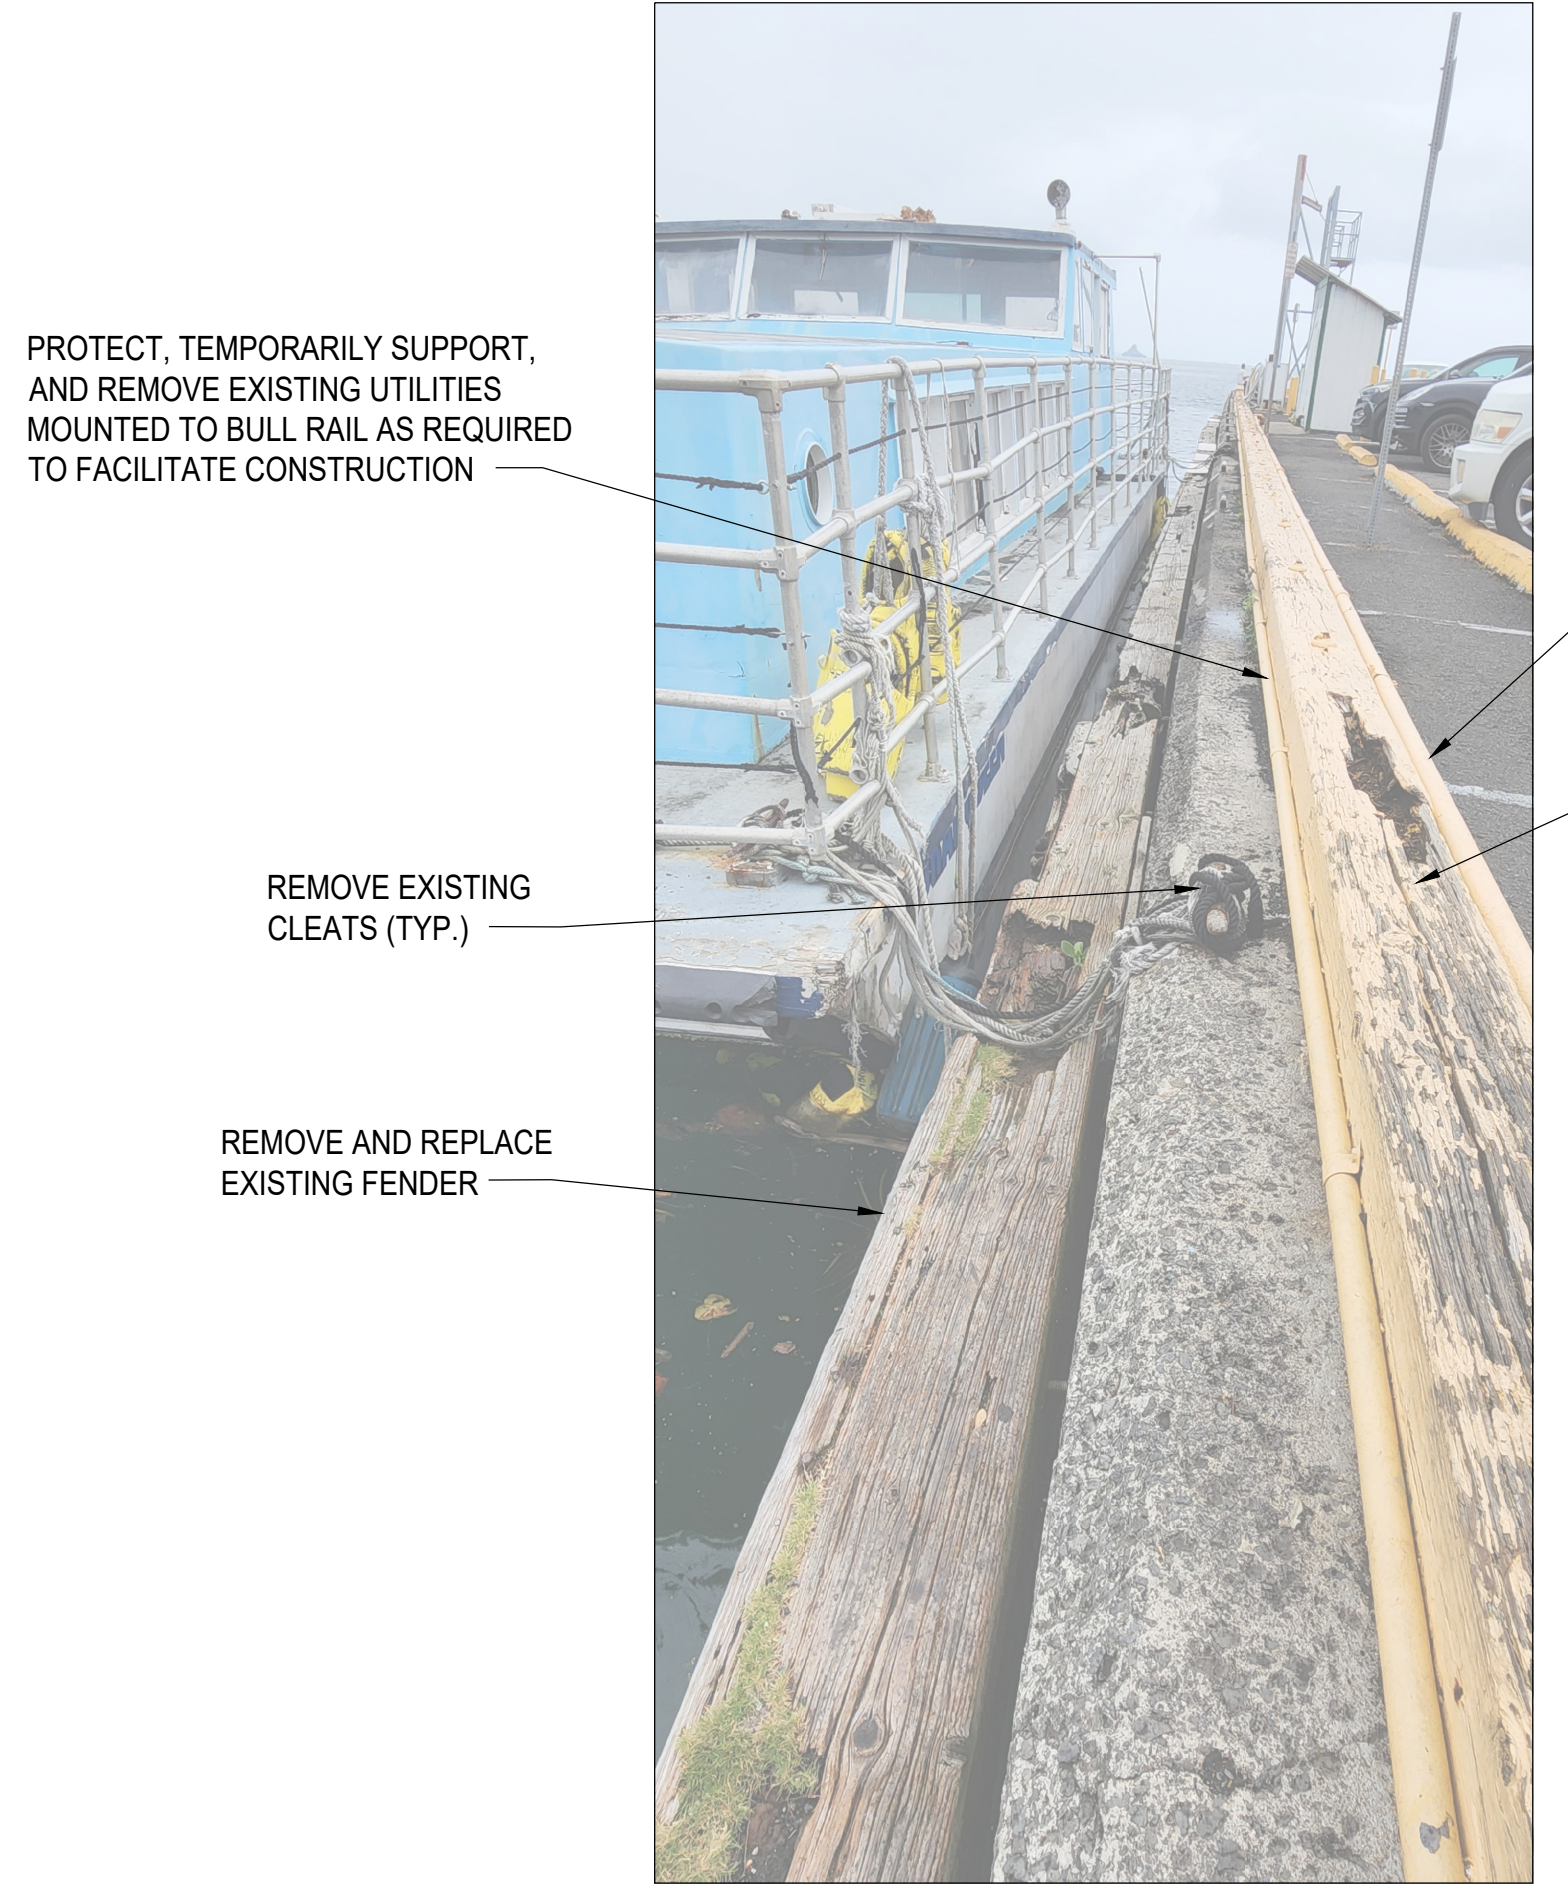 PROTECT, TEMPORARILY SUPPORT,
AND REMOVE EXISTING UTILITIES
MOUNTED TO BULL RAIL AS REQUIRED
TO FACILITATE CONSTRUCTION
REMOVE EXISTING
CLEATS (TYP.)
REMOVE AND REPLACE
EXISTING FENDER